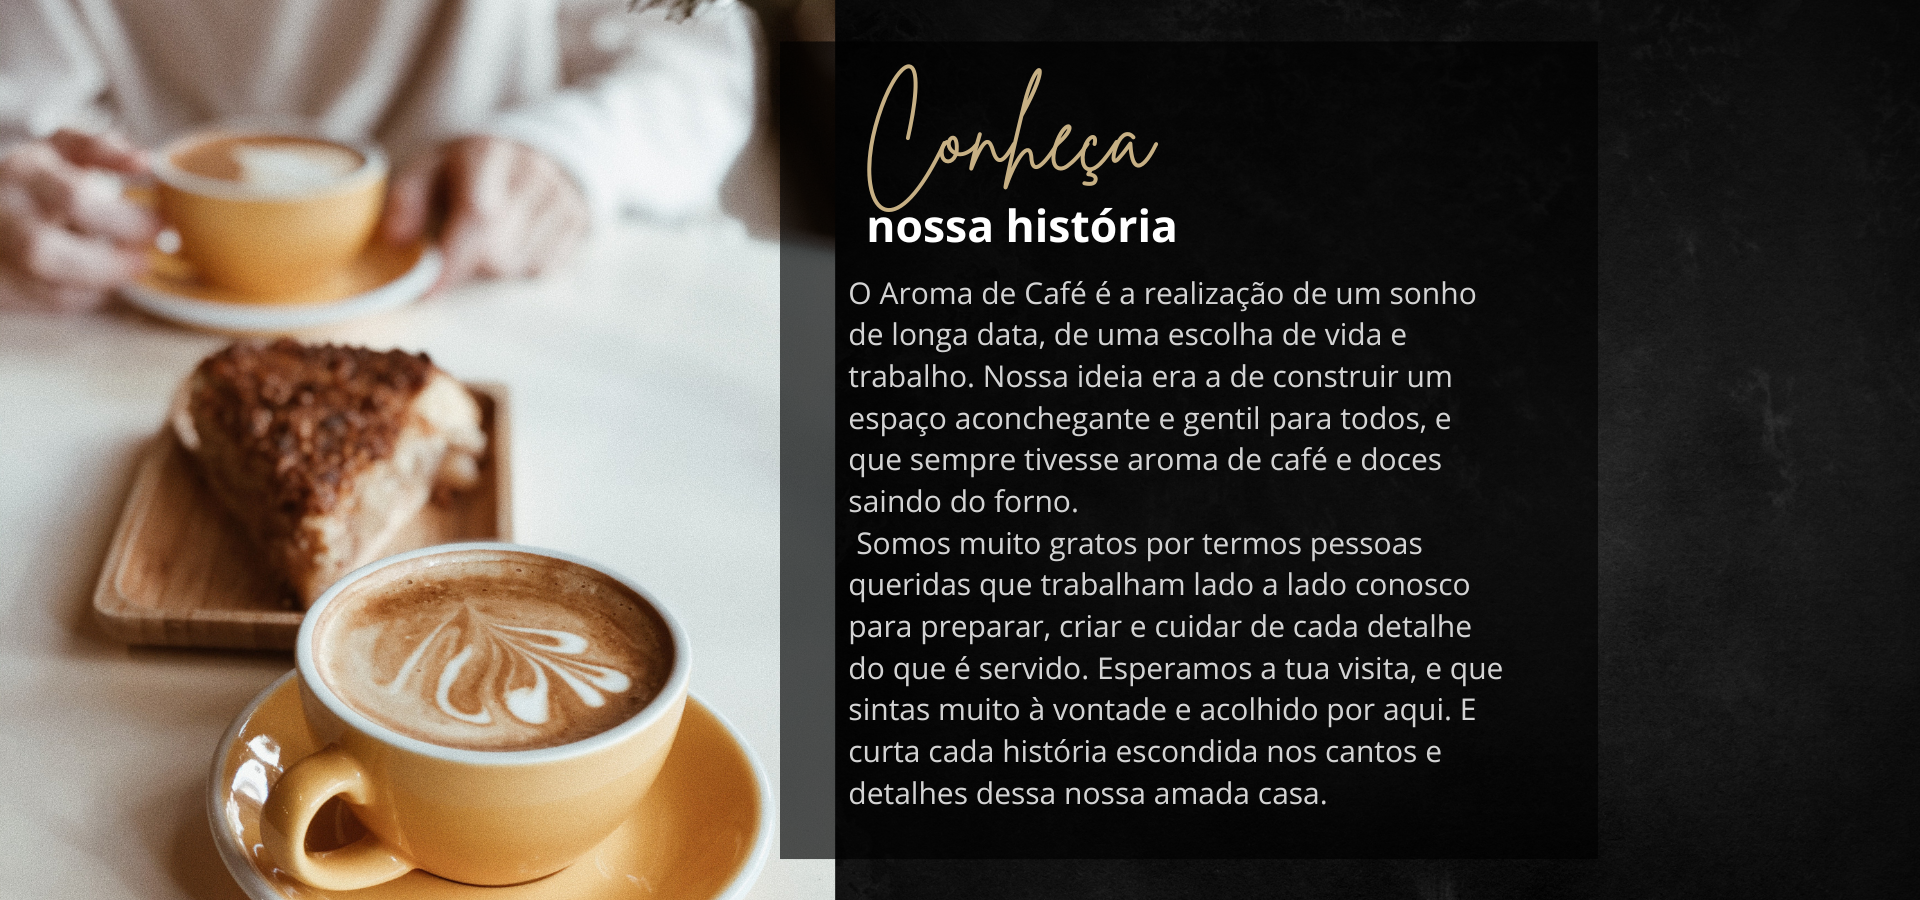 Conheça
nossa história
O Aroma de Café é a realização de um sonho
de longa data, de uma escolha de vida e
trabalho. Nossa ideia era a de construir um
espaço aconchegante e gentil para todos, e
que sempre tivesse aroma de café e doces
saindo do forno.
Somos muito gratos por termos pessoas
queridas que trabalham lado a lado conosco
para preparar, criar e cuidar de cada detalhe
do que é servido. Esperamos a tua visita, e que
sintas muito à vontade e acolhido por aqui. E
curta cada história escondida nos cantos e
detalhes dessa nossa amada casa.